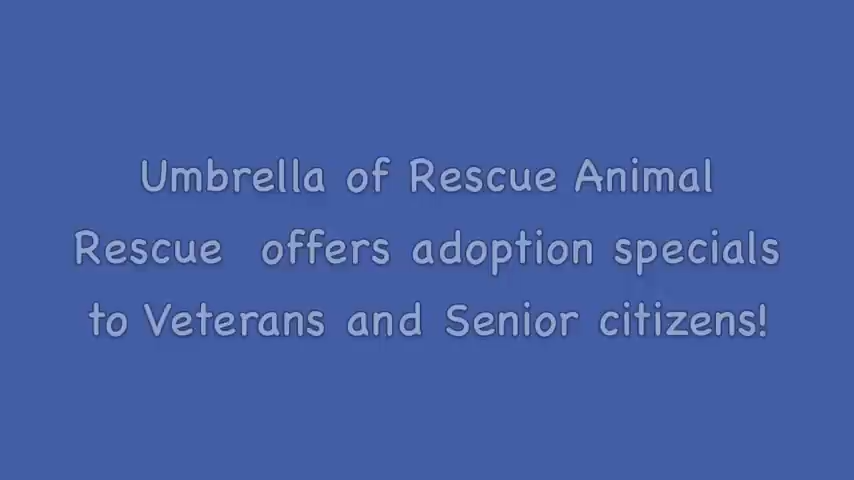 Umbrella of Rescue Animal
Rescue offers adoption specials
to Veterans and Senior citizens!